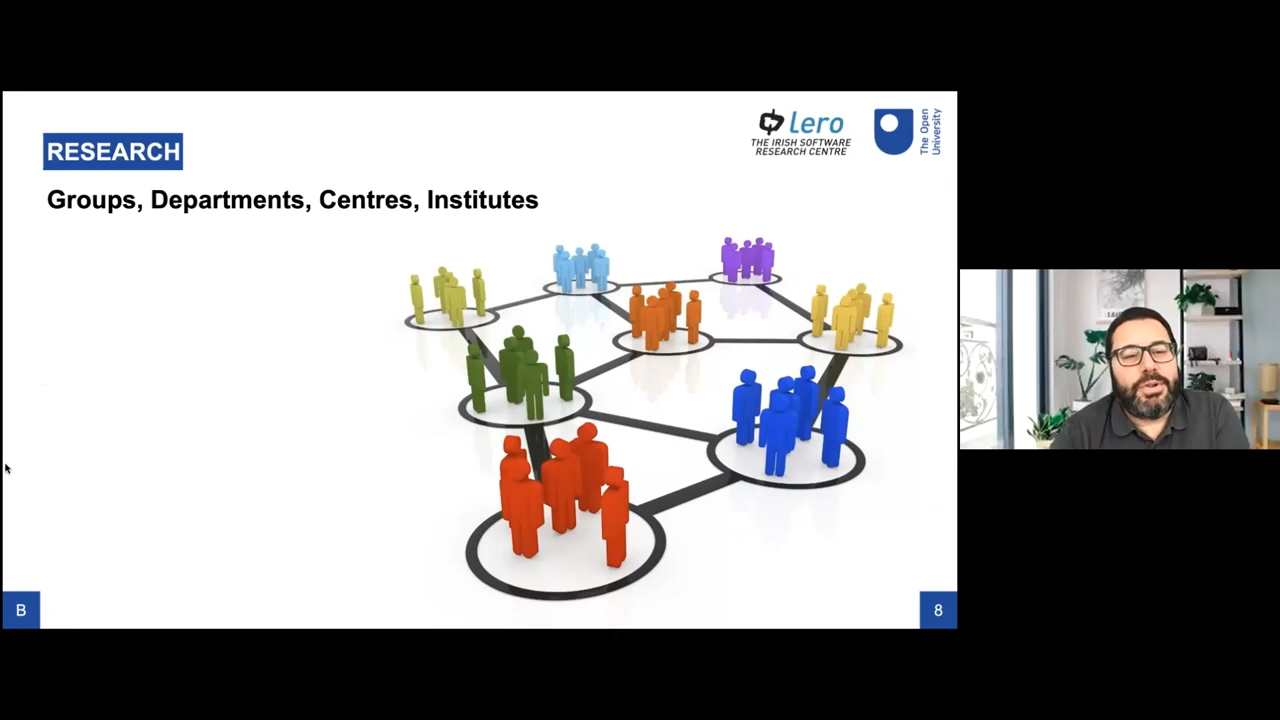 RESEARCH
Groups, Departments, Centres, Institutes
lero
THE IRISH SOFTWARE
RESEARCH CENTRE
The Open
University
B
8